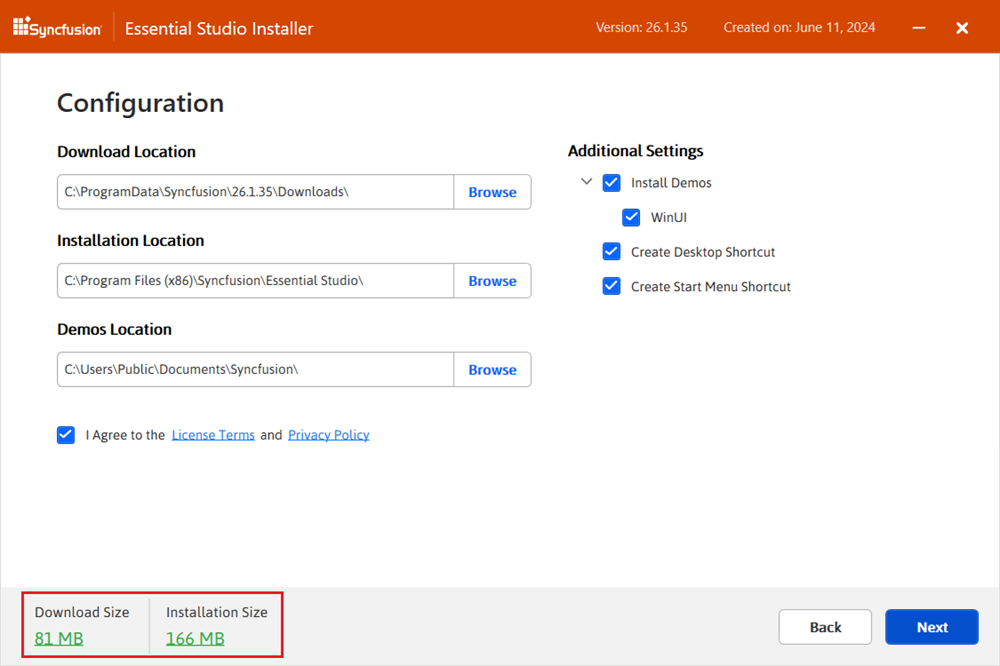 Syncfusion
Essential Studio Installer
Version: 26.1.35
Created on: June 11, 2024
Configuration
Download Location
C:\ProgramData\Syncfusion\26.1.35\Downloads\
Browse
Installation Location
C:\Program Files (x86)\Syncfusion\Essential Studio\
Browse
Demos Location
C:\Users\Public\Documents\Syncfusion\
Browse
I Agree to the License Terms and Privacy Policy
Additional Settings
Install Demos
WinUI
Create Desktop Shortcut
Create Start Menu Shortcut
Download Size
81 MB
Installation Size
166 MB
Back
Next